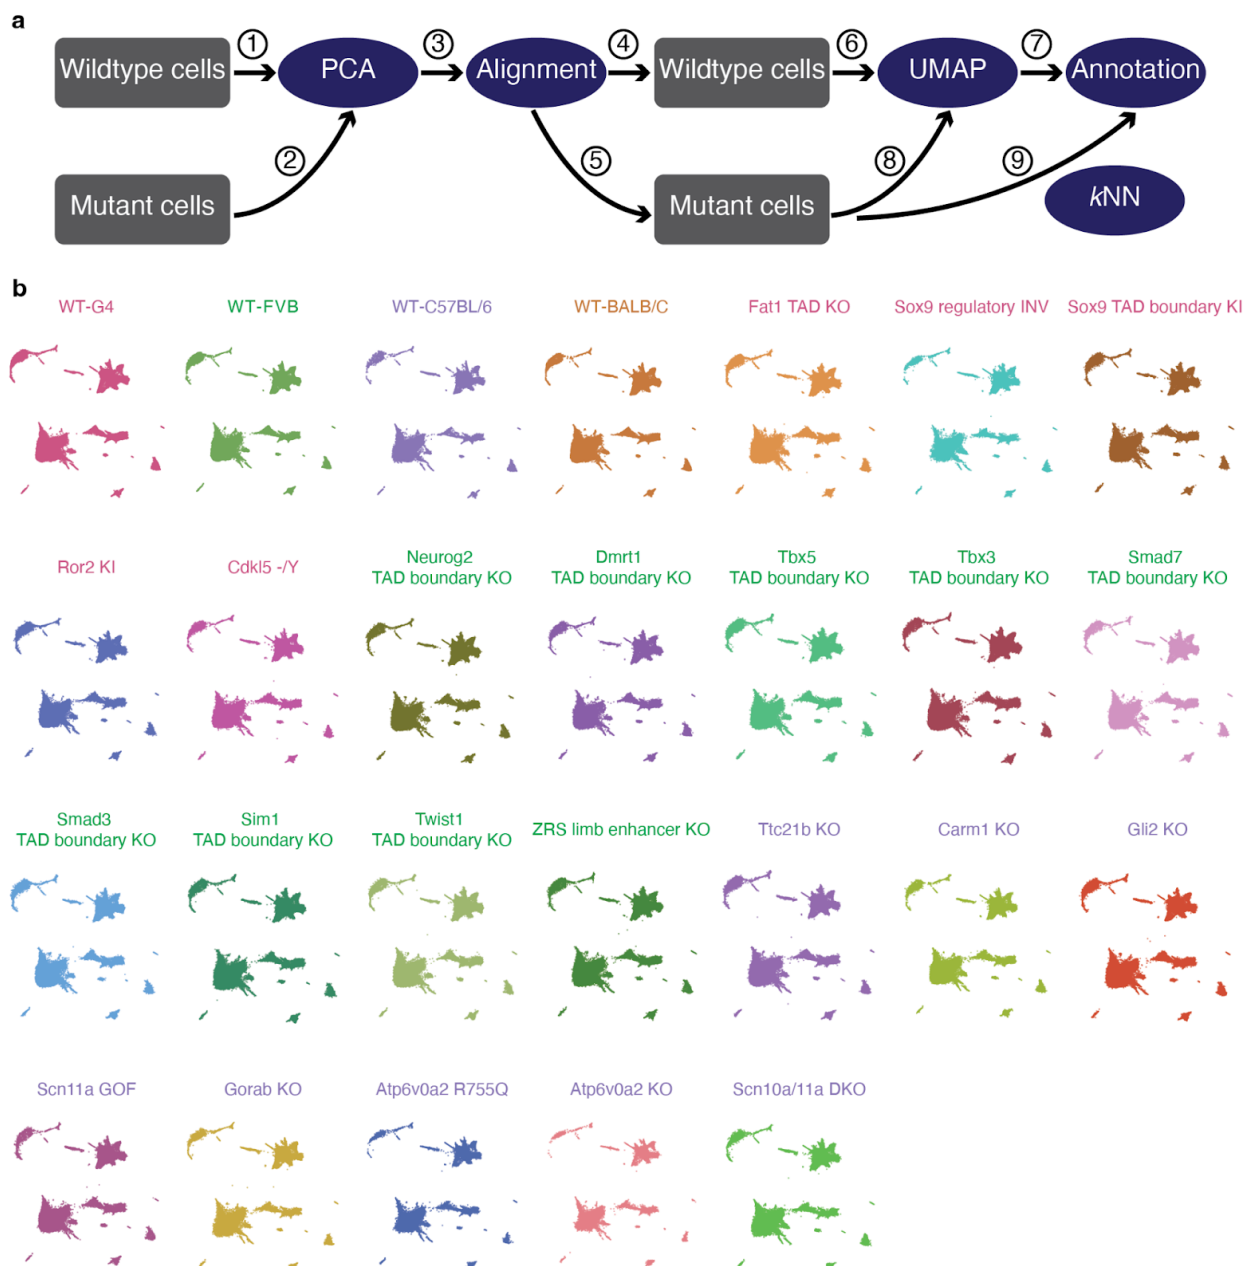 a
Wildtype cells
①
PCA
③
Alignment
④
Wildtype cells
⑥
UMAP
⑦
Annotation
②
⑤
⑧
⑨
Mutant cells
Mutant cells
kNN
b
WT-G4
WT-FVB
WT-C57BL/6
WT-BALB/C
Fat1 TAD KO
Sox9 regulatory INV
Sox9 TAD boundary KI
Ror2 KI
Cdkl5 -/Y
Neurog2
TAD boundary KO
Dmrt1
TAD boundary KO
Tbx5
TAD boundary KO
Tbx3
TAD boundary KO
Smad7
TAD boundary KO
Smad3
TAD boundary KO
Sim1
TAD boundary KO
Twist1
TAD boundary KO
ZRS limb enhancer KO
Ttc21b KO
Carm1 KO
Gli2 KO
Scn11a GOF
Gorab KO
Atp6v0a2 R755Q
Atp6v0a2 KO
Scn10a/11a DKO